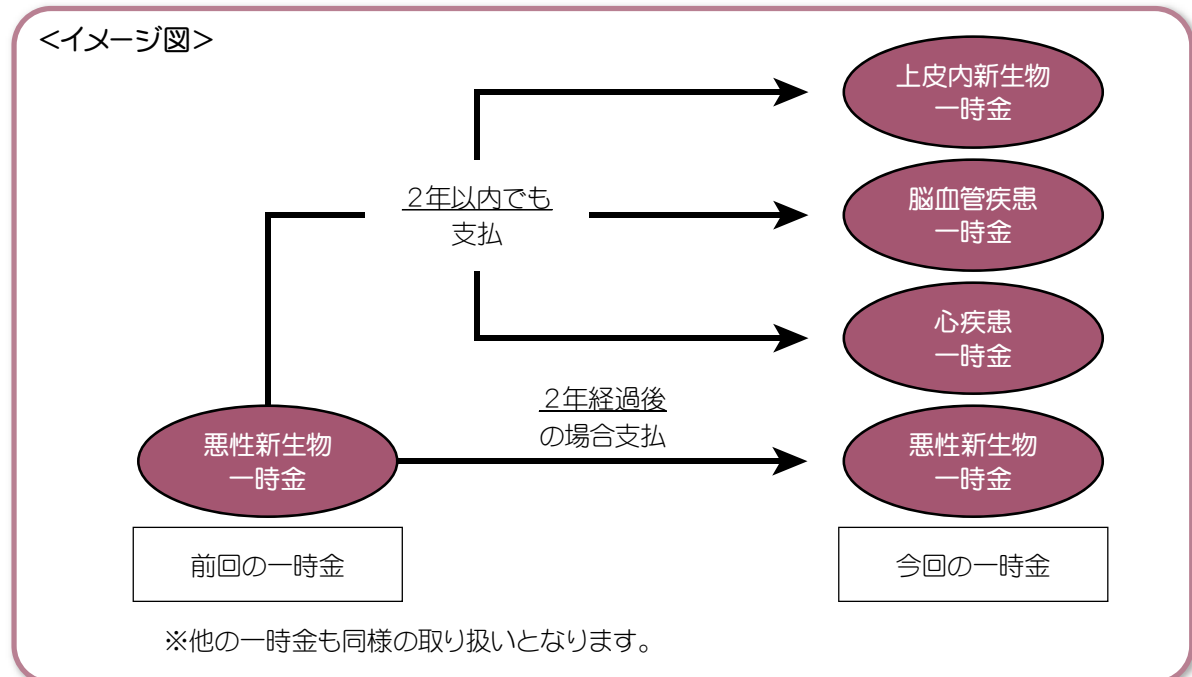 <イメージ図>
上皮内新生物
一時金
2年以内でも
支払
脳血管疾患
一時金
心疾患
一時金
2年経過後
の場合支払
悪性新生物
一時金
悪性新生物
一時金
前回の一時金
今回の一時金
※他の一時金も同様の取り扱いとなります。